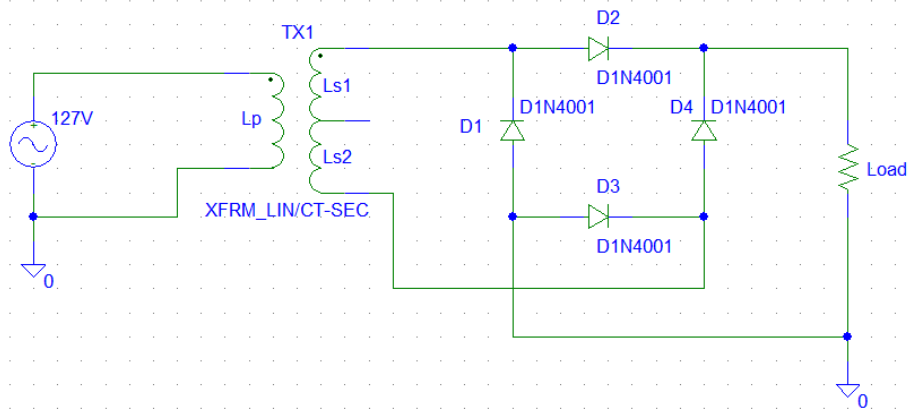 D2
TX1
D1N4001
Ls1
D1N4001
D4
D1N4001
127V
Lp
D1
Ls2
Load
D3
XFRM_LIN/CT-SEC
D1N4001
0
0